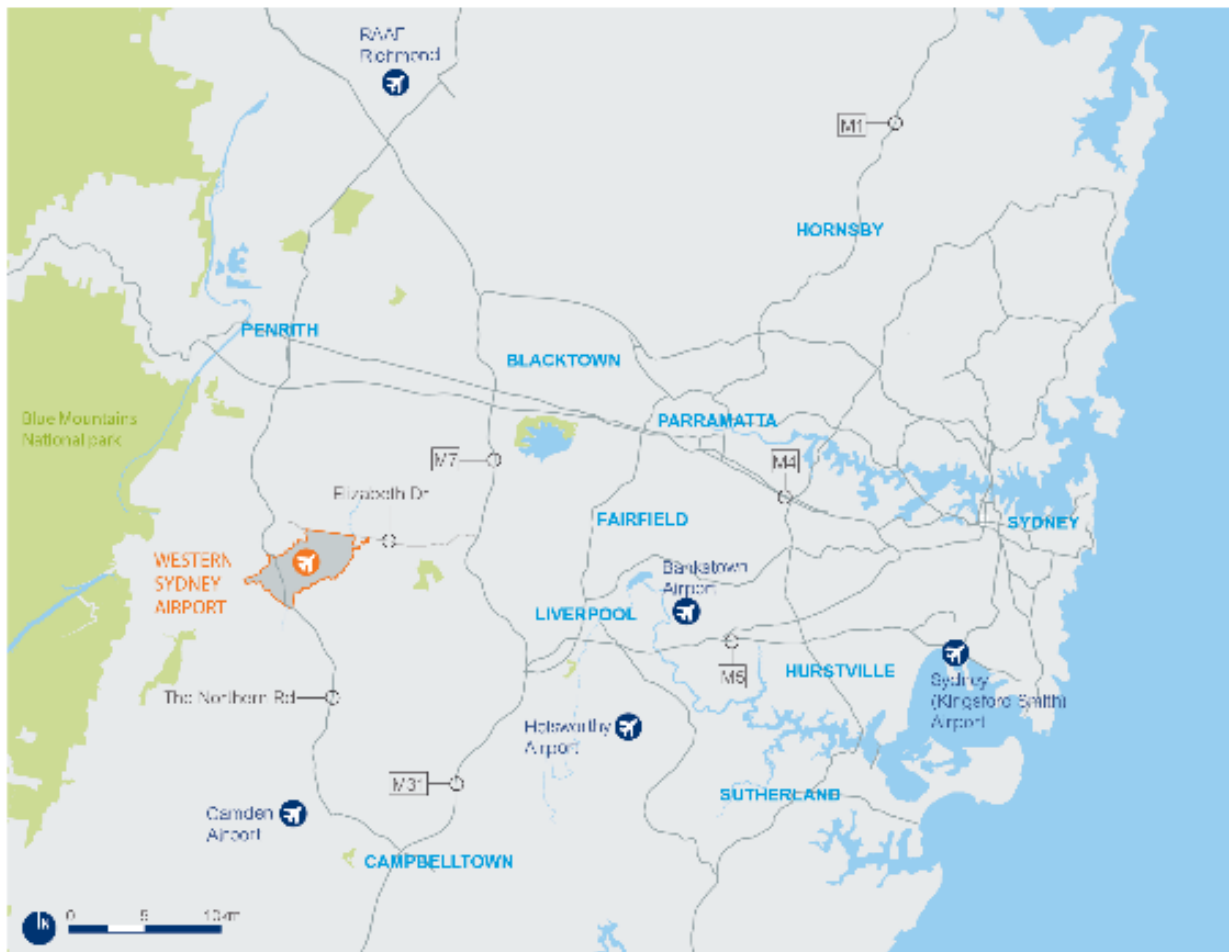 RAAF
Richmond
M1
HORNSBY
PENRITH
BLACKTOWN
Blue Mountains
National park
PARRAMATTA
M7
M4
Elizabeth Dr
FAIRFIELD
SYDNEY
WESTERN
SYDNEY
AIRPORT
Bankstown
Airport
LIVERPOOL
HURSTVILLE
M5
Sydney
(Kingsford Smith)
Airport
The Northern Rd
Holsworthy
Airport
M31
SUTHERLAND
Camden
Airport
CAMPBELLTOWN
N
0 5 10km